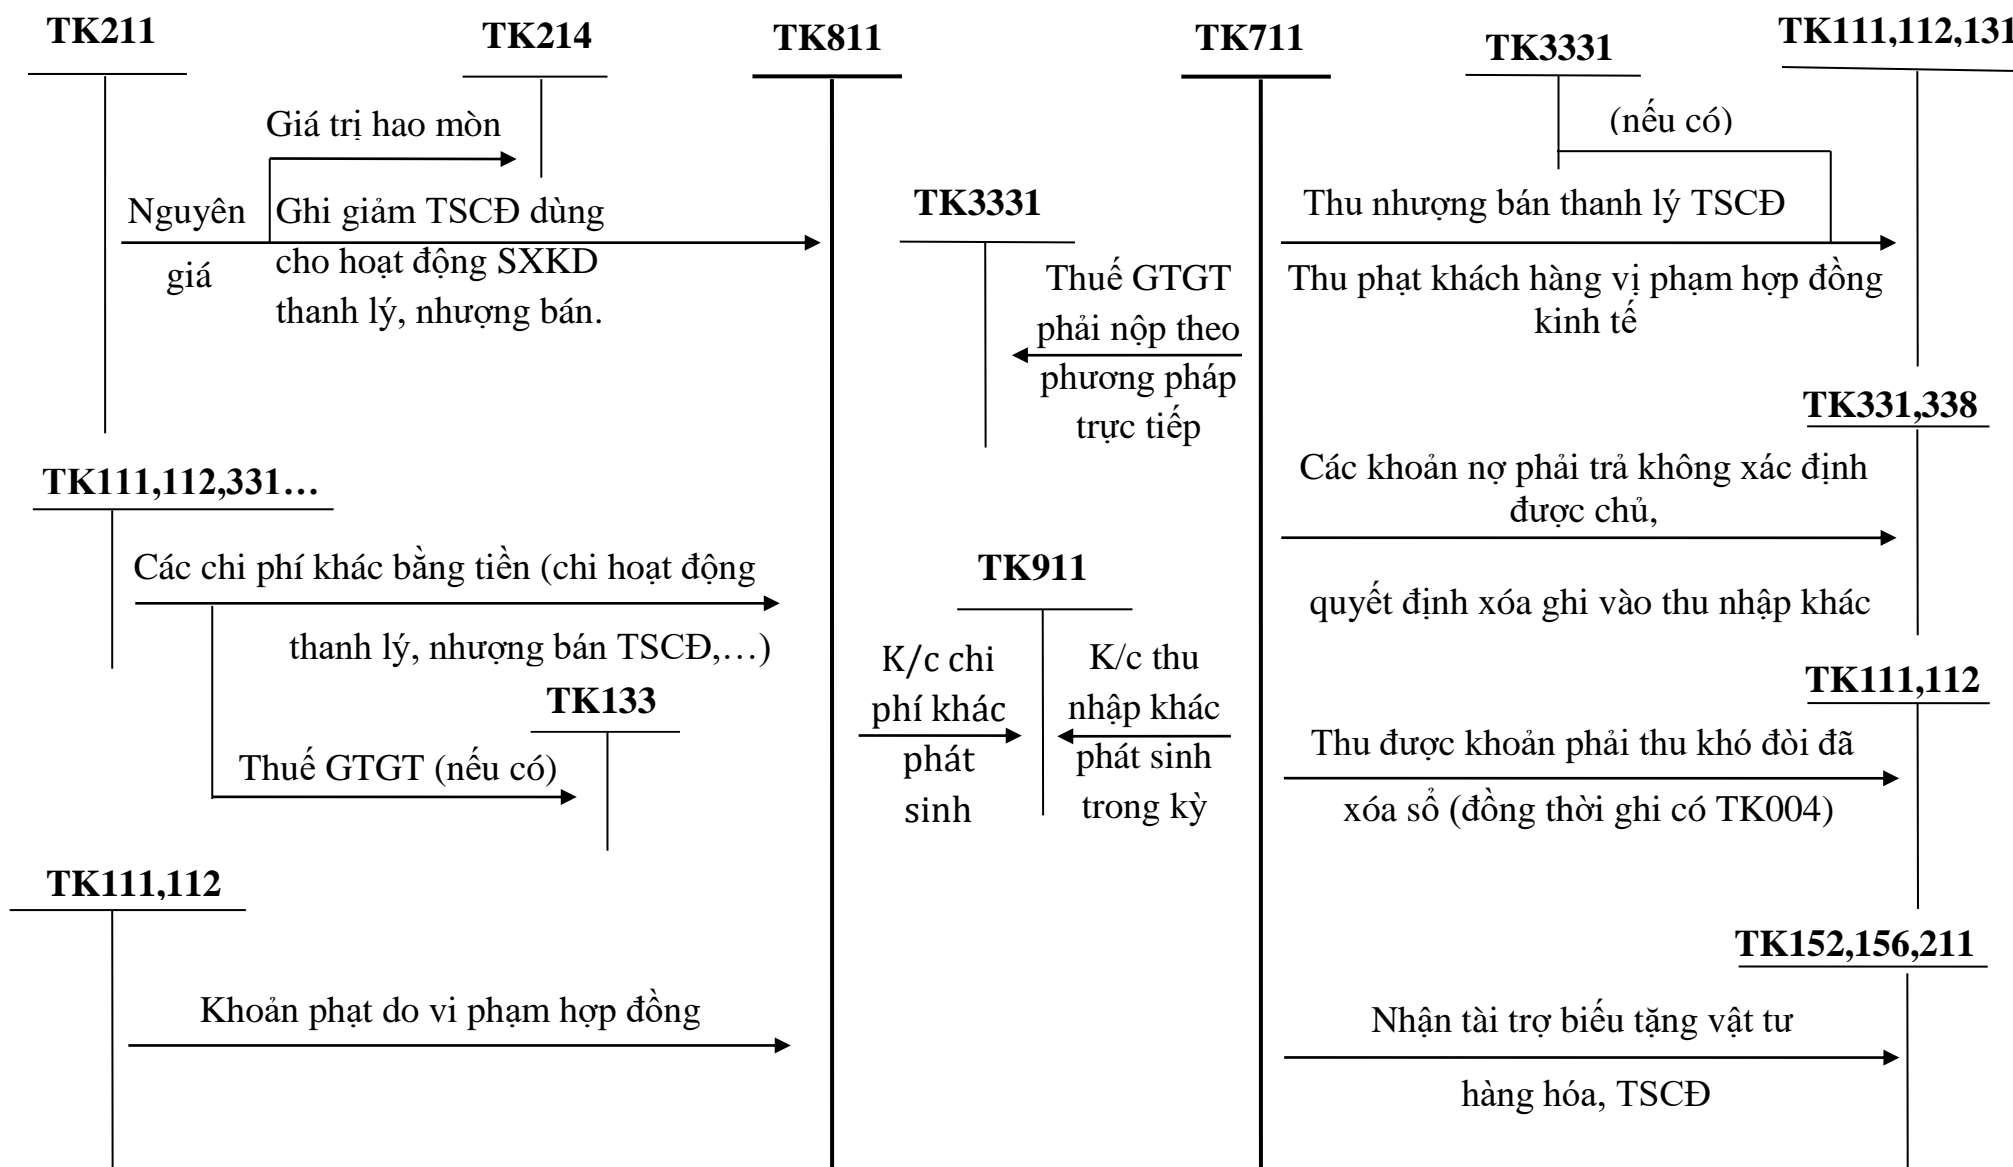 TK211
TK214
TK811
TK711
TK3331
TK111,112,131
Giá trị hao mòn
(nếu có)
Nguyên
giá
Ghi giảm TSCĐ dùng
cho hoạt động SXKD
thanh lý, nhượng bán.
TK3331
Thu nhượng bán thanh lý TSCĐ
Thuế GTGT
phải nộp theo
phương pháp
trực tiếp
Thu phạt khách hàng vị phạm hợp đồng
kinh tế
TK331,338
TK111,112,331…
Các khoản nợ phải trả không xác định
được chủ,
quyết định xóa ghi vào thu nhập khác
Các chi phí khác bằng tiền (chi hoạt động
thanh lý, nhượng bán TSCĐ,…)
TK911
K/c chi
phí khác
phát
sinh
K/c thu
nhập khác
phát sinh
trong kỳ
TK111,112
TK133
Thuế GTGT (nếu có)
Thu được khoản phải thu khó đòi đã
xóa sổ (đồng thời ghi có TK004)
TK111,112
TK152,156,211
Khoản phạt do vi phạm hợp đồng
Nhận tài trợ biếu tặng vật tư
hàng hóa, TSCĐ